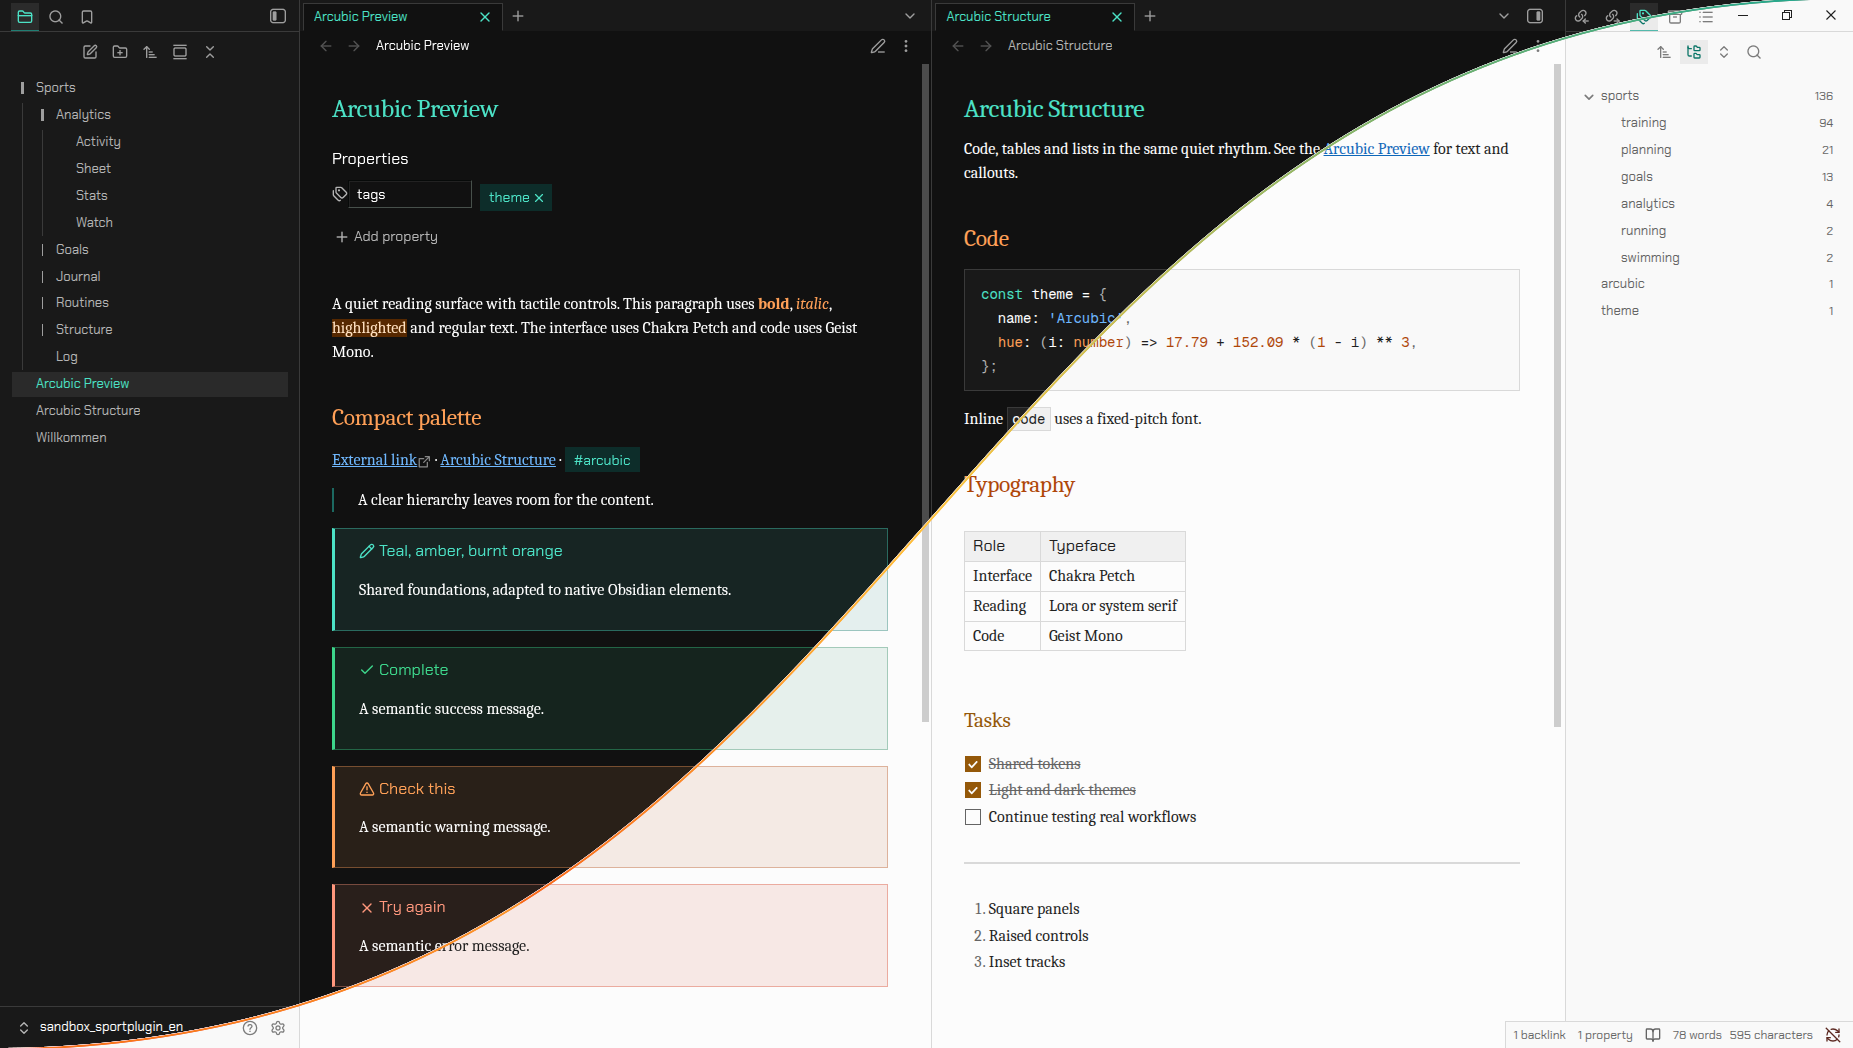 Sports
Analytics
Activity
Sheet
Stats
Watch
Goals
Journal
Routines
Structure
Log
Arcubic Preview
Arcubic Structure
Willkommen
sandbox_sportplugin_en
Arcubic Preview
Arcubic Preview
Arcubic Preview
Properties
tags
theme
Add property
A quiet reading surface with tactile controls. This paragraph uses bold, italic,
highlighted and regular text. The interface uses Chakra Petch and code uses Geist
Mono.
Compact palette
External link · Arcubic Structure · #arcubic
A clear hierarchy leaves room for the content.
Teal, amber, burnt orange
Shared foundations, adapted to native Obsidian elements.
Complete
A semantic success message.
Check this
A semantic warning message.
Try again
A semantic error message.
Arcubic Structure
Arcubic Structure
Arcubic Structure
Code, tables and lists in the same quiet rhythm. See the Arcubic Preview for text and
callouts.
Code
const theme = {
name: 'Arcubic',
hue: (i: number) => 17.79 + 152.09 * (1 - i) ** 3,
};
Inline code uses a fixed-pitch font.
Typography
Role Typeface
Interface Chakra Petch
Reading Lora or system serif
Code Geist Mono
Tasks
Shared tokens
Light and dark themes
Continue testing real workflows
1. Square panels
2. Raised controls
3. Inset tracks
sports 136
training 94
planning 21
goals 13
analytics 4
running 2
swimming 2
arcubic 1
theme 1
1 backlink 1 property 78 words 595 characters